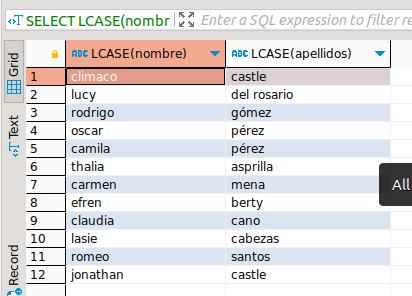 SELECT LCASE(nombr Enter a SQL expression to filter re
Grid
Text
Record
ABC LCASE(nombre) ABC LCASE(apellidos)
1 climaco castle
2 lucy del rosario
3 rodrigo gómez
4 oscar pérez
5 camila pérez
6 thalia asprilla
7 carmen mena
8 efren berty
9 claudia cano
10 lasie cabezas
11 romeo santos
12 jonathan castle
All